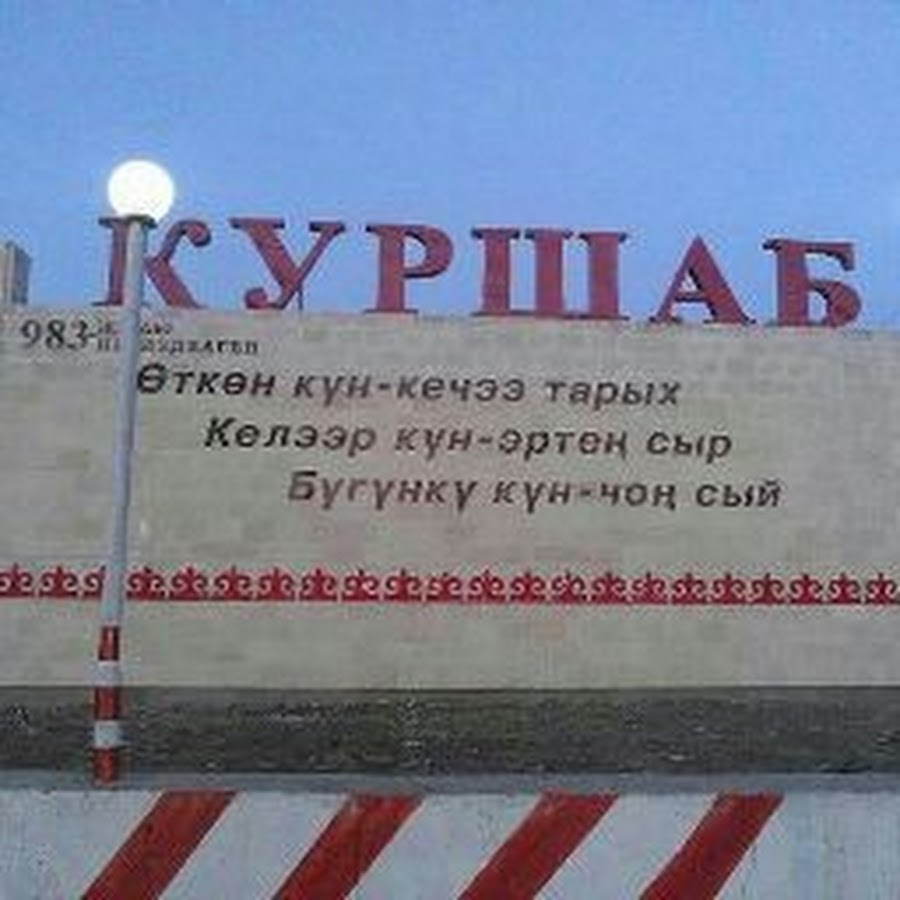 КУРШАБ
983-
Өткөн күн-кечээ тарых
Келээр күн-эртең сыр
Бүгүнкү күн-чоң сый